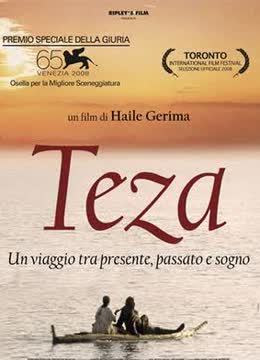 RIPLEY'S FILM
PREMIO SPECIALE DELLA GIURIA
65
VENEZIA 2008
Osella per la Migliore Sceneggiatura
TORONTO
INTERNATIONAL FILM FESTIVAL
SELEZIONE UFFICIALE 2008
un film di Haile Gerima
Teza
Un viaggio tra presente, passato e sogno